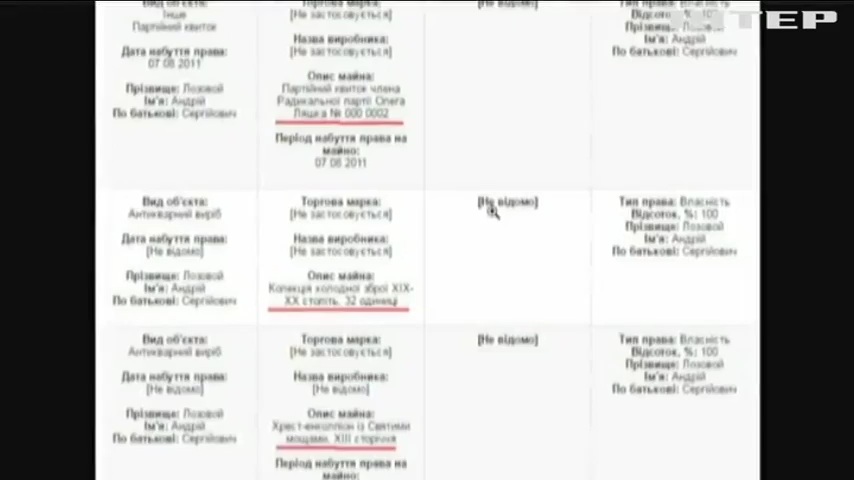 Вид об'єкта:
Інше
Партійний квиток
Дата набуття права:
07.08.2011
Прізвище: Лозовой
Ім'я: Андрій
По батькові: Сергійович
Торгова марка:
[Не застосовується]
Назва виробника:
[Не застосовується]
Опис майна:
Партійний квиток члена
Радикальної партії Олега
Ляшка № 000 0002
Період набуття права на
майно:
07.08.2011
[Не відомо]
Тип права: Власність
Відсоток, %: 100
Прізвище: Лозовой
Ім'я: Андрій
По батькові: Сергійович
ІНТЕР
Вид об'єкта:
Антикварний виріб
Дата набуття права:
[Не відомо]
Прізвище: Лозовой
Ім'я: Андрій
По батькові: Сергійович
Торгова марка:
[Не застосовується]
Назва виробника:
[Не застосовується]
Опис майна:
Колекція холодної зброї XIX-
XX століть, 32 одиниці
[Не відомо]
Тип права: Власність
Відсоток, %: 100
Прізвище: Лозовой
Ім'я: Андрій
По батькові: Сергійович
Вид об'єкта:
Антикварний виріб
Дата набуття права:
[Не відомо]
Прізвище: Лозовой
Ім'я: Андрій
По батькові: Сергійович
Торгова марка:
[Не застосовується]
Назва виробника:
[Не відомо]
Опис майна:
Хрест-енколпіон із Святими
мощами, XIII сторіччя
Період набуття права на
майно:
[Не відомо]
Тип права: Власність
Відсоток, %: 100
Прізвище: Лозовой
Ім'я: Андрій
По батькові: Сергійович